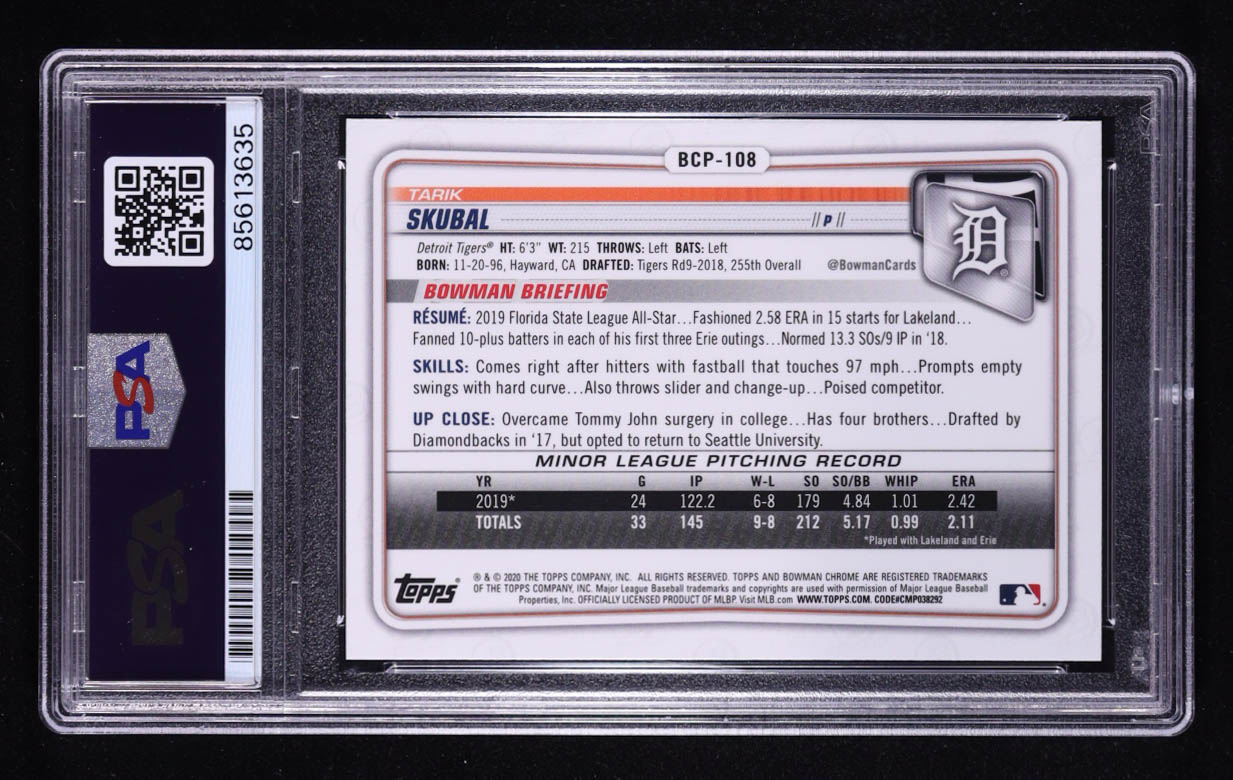 85613635
PSA
PSA
BCP-108
TARIK
SKUBAL // P //
Detroit Tigers® HT: 6'3" WT: 215 THROWS: Left BATS: Left
BORN: 11-20-96, Hayward, CA DRAFTED: Tigers Rd9-2018, 255th Overall @BowmanCards
D
BOWMAN BRIEFING
RÉSUMÉ: 2019 Florida State League All-Star...Fashioned 2.58 ERA in 15 starts for Lakeland...
Fanned 10-plus batters in each of his first three Erie outings...Normed 13.3 SOs/9 IP in '18.
SKILLS: Comes right after hitters with fastball that touches 97 mph...Prompts empty
swings with hard curve...Also throws slider and change-up...Poised competitor.
UP CLOSE: Overcame Tommy John surgery in college...Has four brothers...Drafted by
Diamondbacks in '17, but opted to return to Seattle University.
MINOR LEAGUE PITCHING RECORD
YR G IP W-L SO SO/BB WHIP ERA
2019* 24 122.2 6-8 179 4.84 1.01 2.42
TOTALS 33 145 9-8 212 5.17 0.99 2.11
*Played with Lakeland and Erie
Topps®
® & © 2020 THE TOPPS COMPANY, INC. ALL RIGHTS RESERVED. TOPPS AND BOWMAN CHROME ARE REGISTERED TRADEMARKS
OF THE TOPPS COMPANY, INC. Major League Baseball trademarks and copyrights are used with permission of Major League Baseball
Properties, Inc. OFFICIALLY LICENSED PRODUCT OF MLBP. Visit MLB.com WWW.TOPPS.COM. CODE#CMP038292